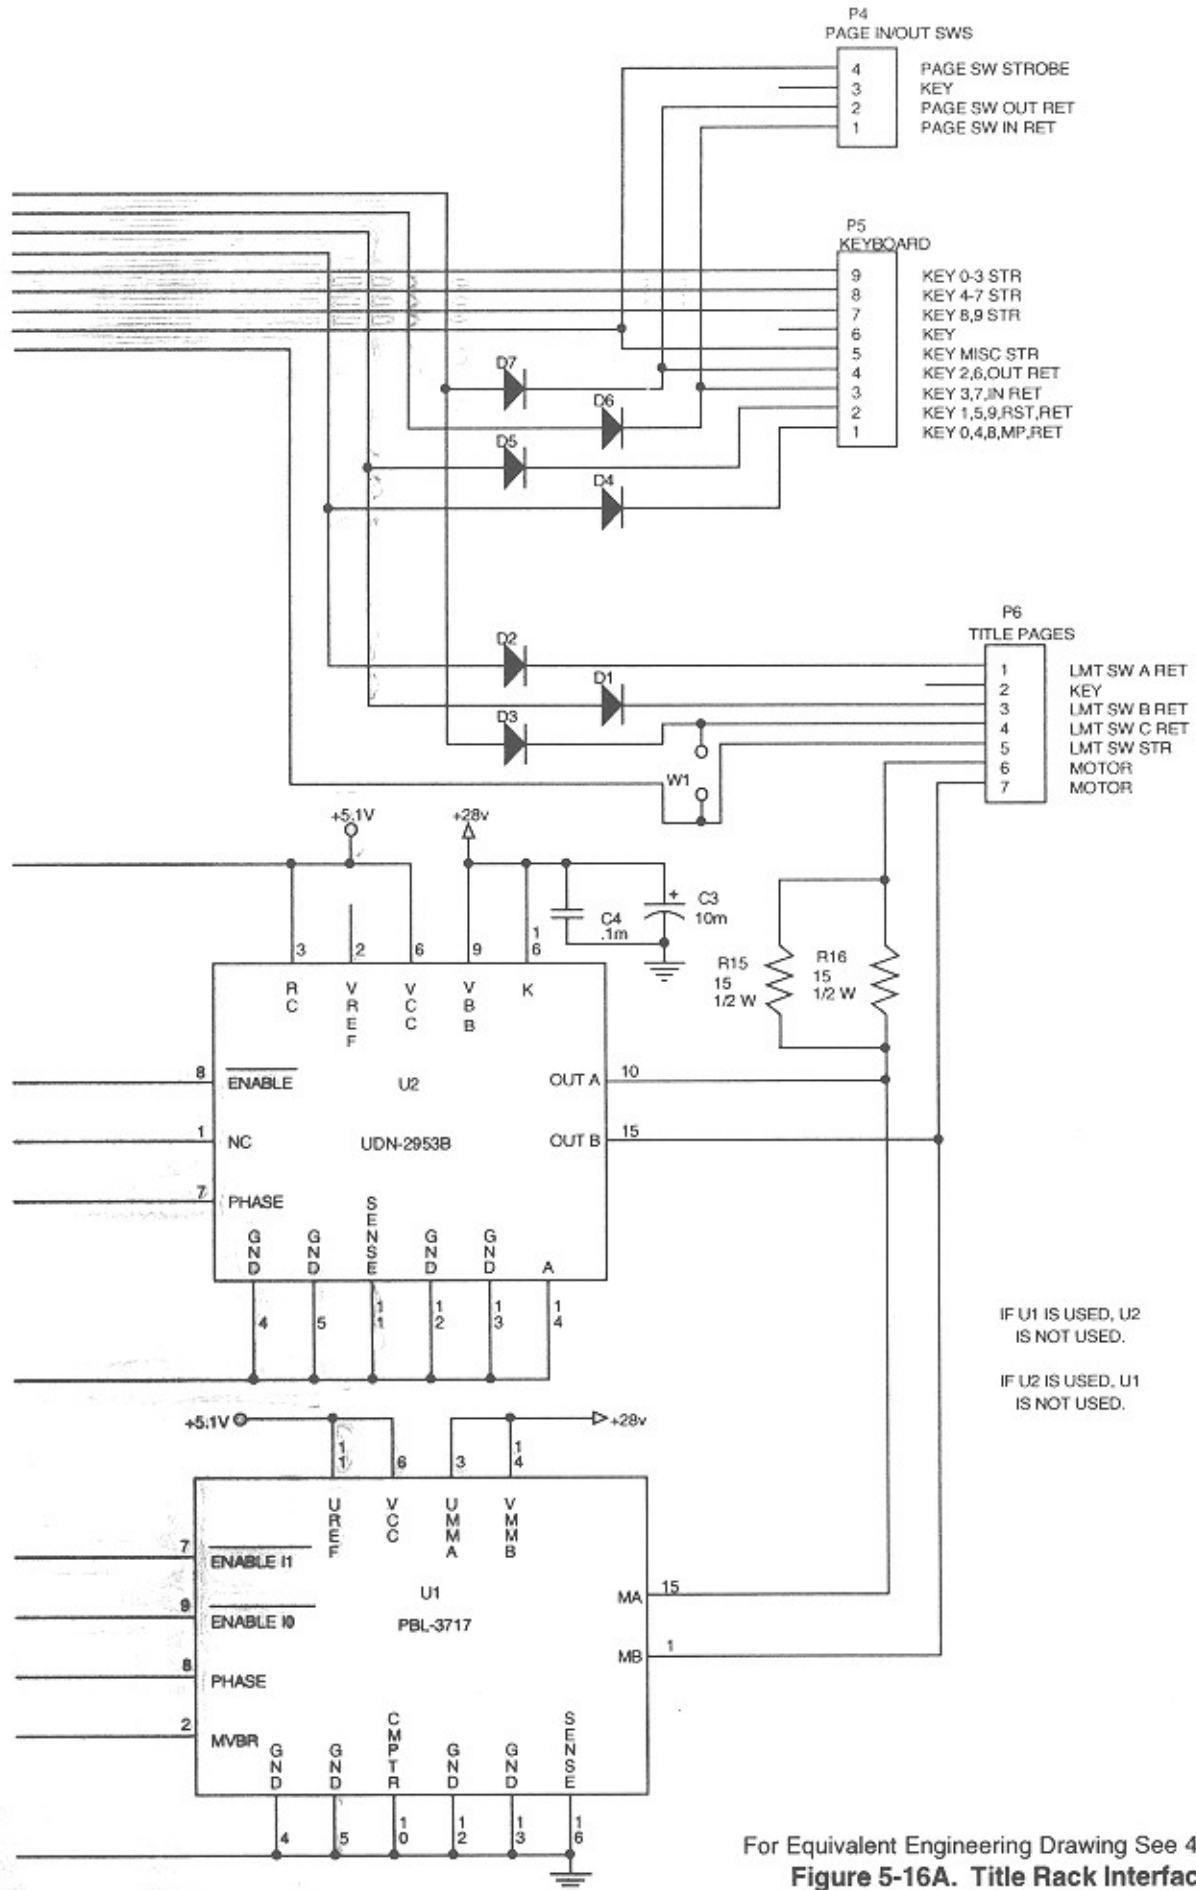 P4
PAGE IN/OUT SWS
4 PAGE SW STROBE
3 KEY
2 PAGE SW OUT RET
1 PAGE SW IN RET
P5
KEYBOARD
9 KEY 0-3 STR
8 KEY 4-7 STR
7 KEY 8,9 STR
6 KEY
5 KEY MISC STR
4 KEY 2,6,OUT RET
3 KEY 3,7,IN RET
2 KEY 1,5,9,RST,RET
1 KEY 0,4,8,MP,RET
D7
D6
D5
D4
P6
TITLE PAGES
D2
D1
D3
1 LMT SW A RET
2 KEY
3 LMT SW B RET
4 LMT SW C RET
5 LMT SW STR
6 MOTOR
7 MOTOR
W1
+5.1V
+28v
C4
.1m
+
C3
10m
R15
15
1/2 W
R16
15
1/2 W
3 2 6 9 16
RC VREF VCC VBB K
8 ENABLE
U2
OUT A 10
1 NC
UDN-2953B
OUT B 15
7 PHASE
GND GND SENSE GND GND A
4 5 11 12 13 14
IF U1 IS USED, U2
IS NOT USED.
IF U2 IS USED, U1
IS NOT USED.
+5.1V
+28v
11 6 3 14
UREF VCC UMMA VMMB
7 ENABLE I1
U1
MA 15
9 ENABLE I0
PBL-3717
MB 1
8 PHASE
2 MVBR
GND GND CMPTR GND GND SENSE
4 5 10 12 13 16
For Equivalent Engineering Drawing See 4
Figure 5-16A. Title Rack Interfac